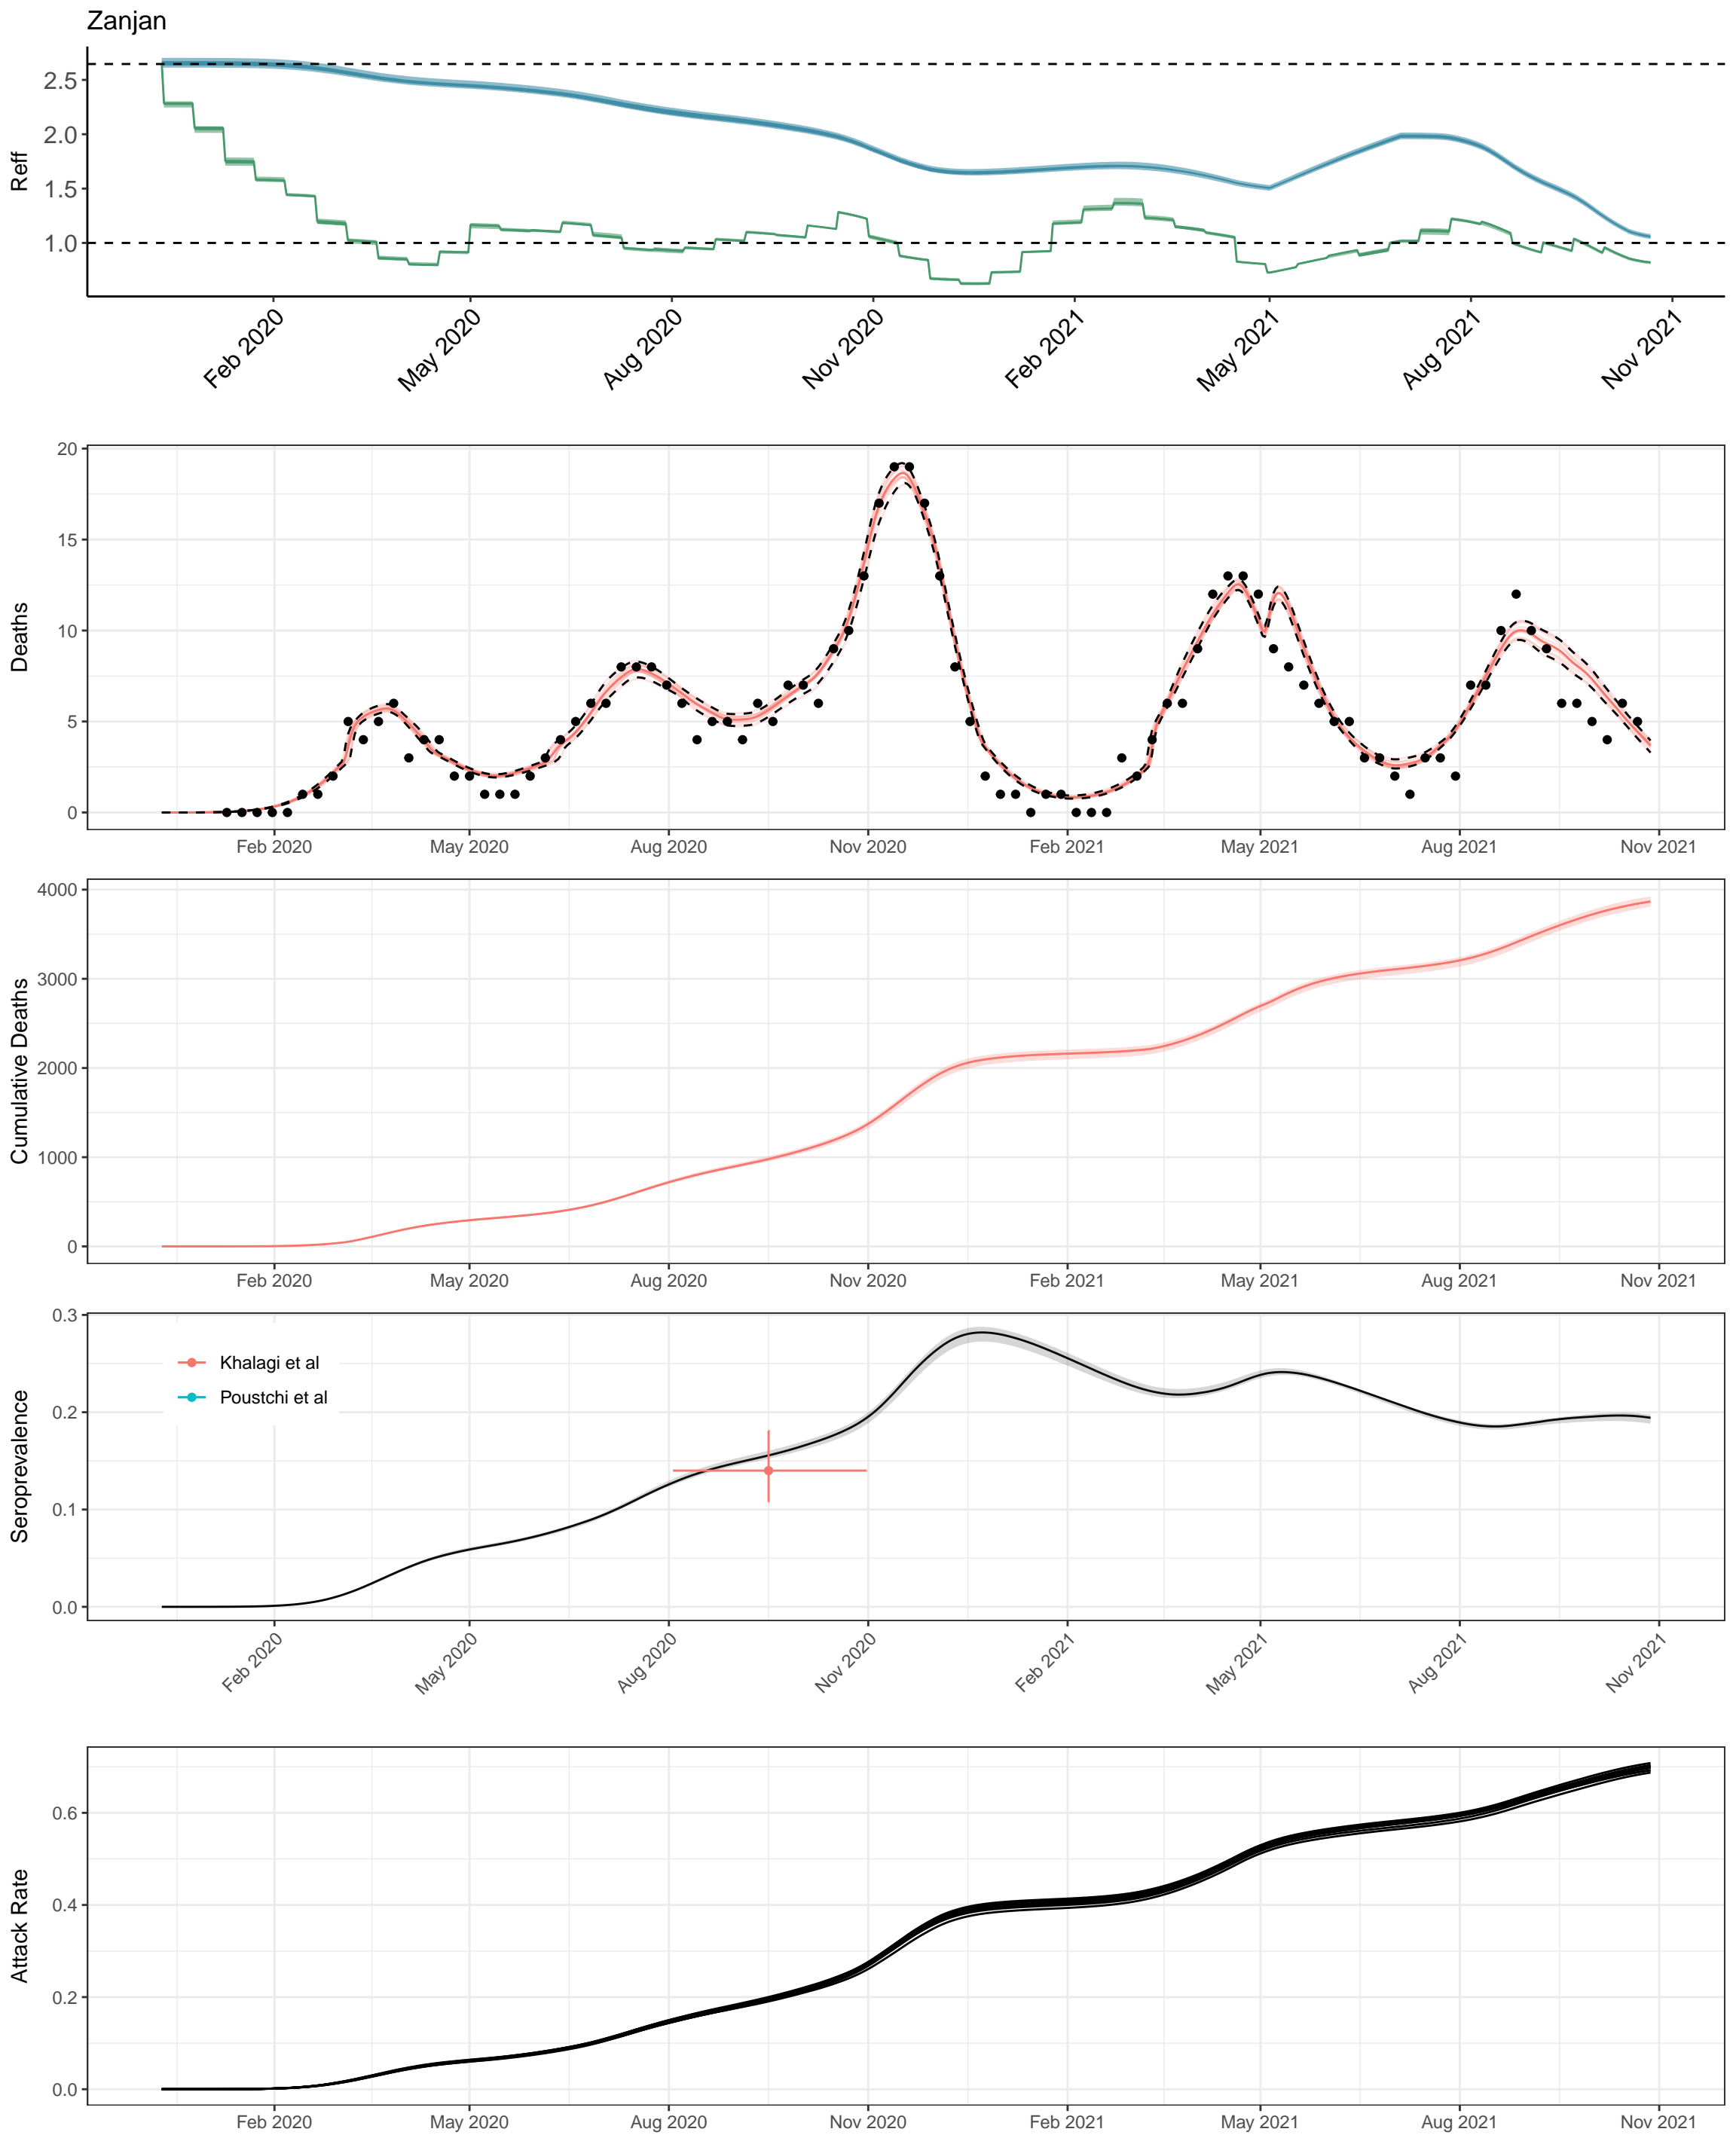 Zanjan
Reff
2.5
2.0
1.5
1.0
Feb 2020
May 2020
Aug 2020
Nov 2020
Feb 2021
May 2021
Aug 2021
Nov 2021
Deaths
20
15
10
5
0
Feb 2020
May 2020
Aug 2020
Nov 2020
Feb 2021
May 2021
Aug 2021
Nov 2021
Cumulative Deaths
4000
3000
2000
1000
0
Feb 2020
May 2020
Aug 2020
Nov 2020
Feb 2021
May 2021
Aug 2021
Nov 2021
Seroprevalence
0.3
0.2
0.1
0.0
Khalagi et al
Poustchi et al
Feb 2020
May 2020
Aug 2020
Nov 2020
Feb 2021
May 2021
Aug 2021
Nov 2021
Attack Rate
0.6
0.4
0.2
0.0
Feb 2020
May 2020
Aug 2020
Nov 2020
Feb 2021
May 2021
Aug 2021
Nov 2021